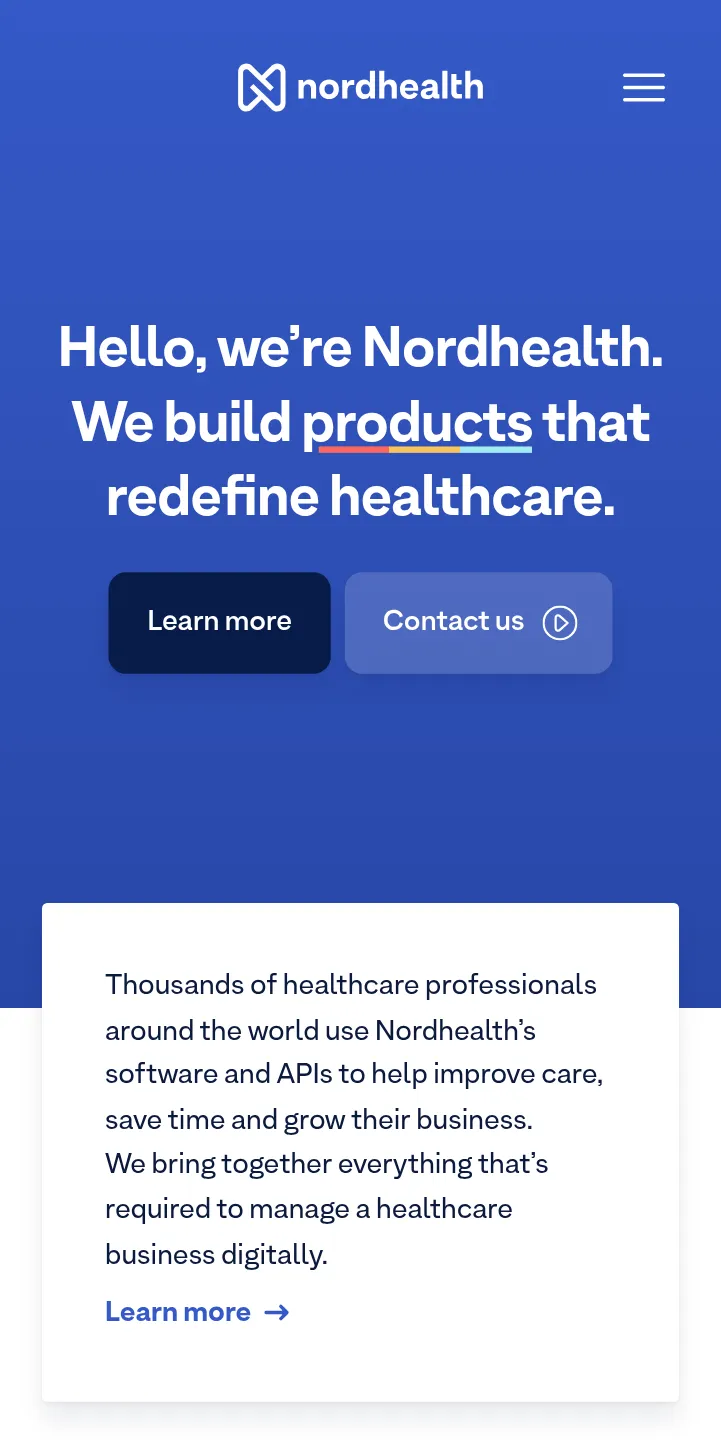 nordhealth
Hello, we’re Nordhealth.
We build products that
redefine healthcare.
Learn more
Contact us
Thousands of healthcare professionals
around the world use Nordhealth’s
software and APIs to help improve care,
save time and grow their business.
We bring together everything that’s
required to manage a healthcare
business digitally.
Learn more →